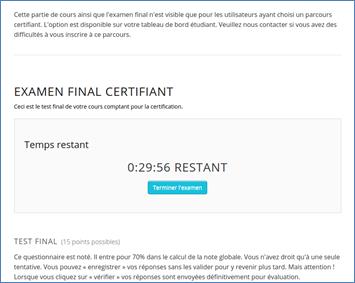 Cette partie de cours ainsi que l'examen final n'est visible que pour les utilisateurs ayant choisi un parcours
certifiant. L'option est disponible sur votre tableau de bord étudiant. Veuillez nous contacter si vous avez des
difficultés à vous inscrire à ce parcours.
EXAMEN FINAL CERTIFIANT
Ceci est le test final de votre cours comptant pour la certification.
Temps restant
0:29:56 RESTANT
Terminer l'examen
TEST FINAL (15 points possibles)
Ce questionnaire est noté. Il entre pour 70% dans le calcul de la note globale. Vous n'avez droit qu'à une seule
tentative. Vous pouvez « enregistrer » vos réponses sans les valider pour y revenir plus tard. Mais attention !
Lorsque vous cliquez sur « vérifier » vos réponses sont envoyées définitivement pour évaluation.